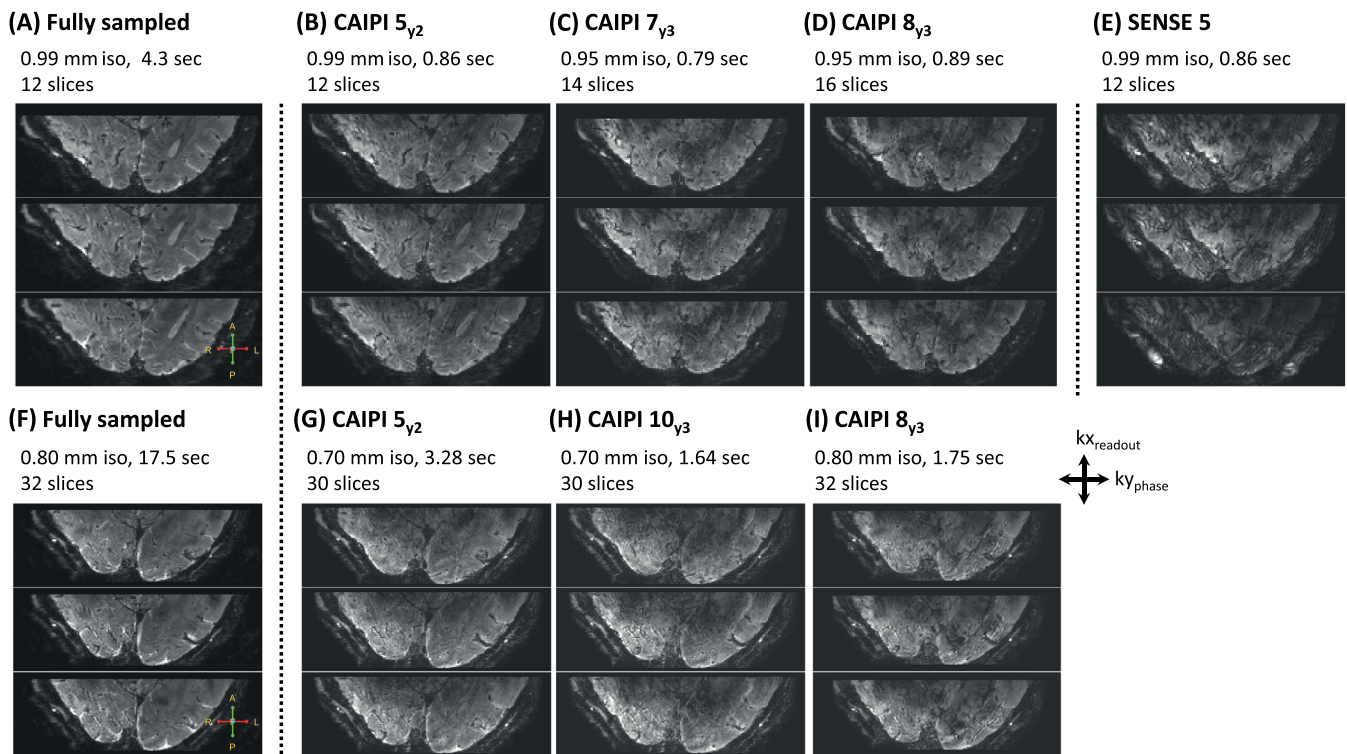 (A) Fully sampled
0.99 mm iso, 4.3 sec
12 slices
(B) CAIPI 5y2
0.99 mm iso, 0.86 sec
12 slices
(C) CAIPI 7y3
0.95 mm iso, 0.79 sec
14 slices
(D) CAIPI 8y3
0.95 mm iso, 0.89 sec
16 slices
(E) SENSE 5
0.99 mm iso, 0.86 sec
12 slices
A
R L
P
(F) Fully sampled
0.80 mm iso, 17.5 sec
32 slices
(G) CAIPI 5y2
0.70 mm iso, 3.28 sec
30 slices
(H) CAIPI 10y3
0.70 mm iso, 1.64 sec
30 slices
(I) CAIPI 8y3
0.80 mm iso, 1.75 sec
32 slices
kxreadout
kyphase
A
R L
P